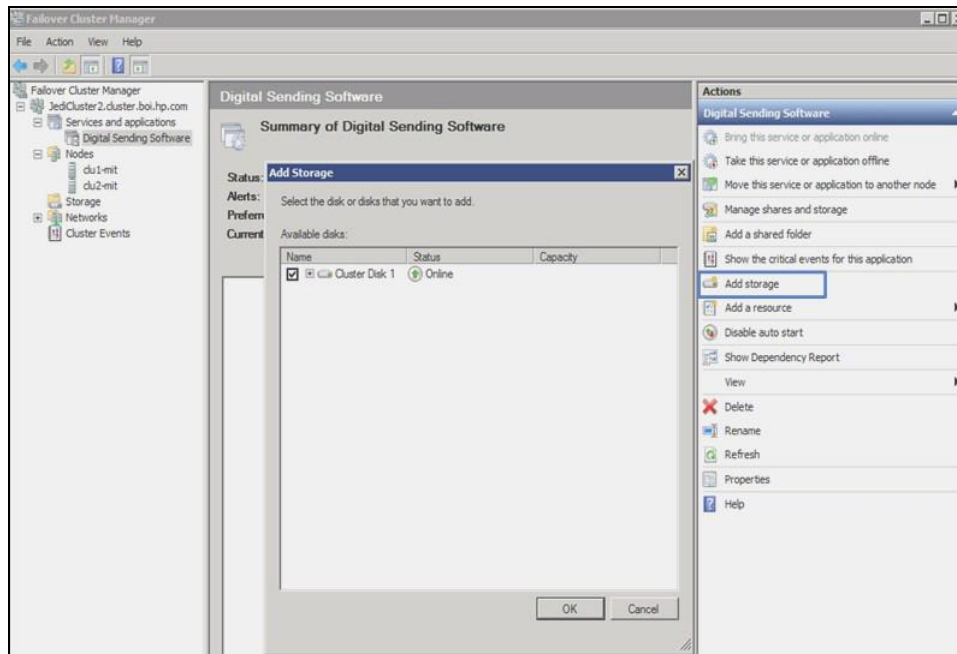 Failover Cluster Manager
File Action View Help
Failover Cluster Manager
JediCluster2.cluster.boi.hp.com
Services and applications
Digital Sending Software
Nodes
clu1-mit
clu2-mit
Storage
Networks
Cluster Events
Digital Sending Software
Summary of Digital Sending Software
Status:
Alerts:
Prefern
Current
Add Storage
Select the disk or disks that you want to add.
Available disks:
Name Status Capacity
Cluster Disk 1 Online
OK Cancel
Actions
Digital Sending Software
Bring this service or application online
Take this service or application offline
Move this service or application to another node
Manage shares and storage
Add a shared folder
Show the critical events for this application
Add storage
Add a resource
Disable auto start
Show Dependency Report
View
Delete
Rename
Refresh
Properties
Help